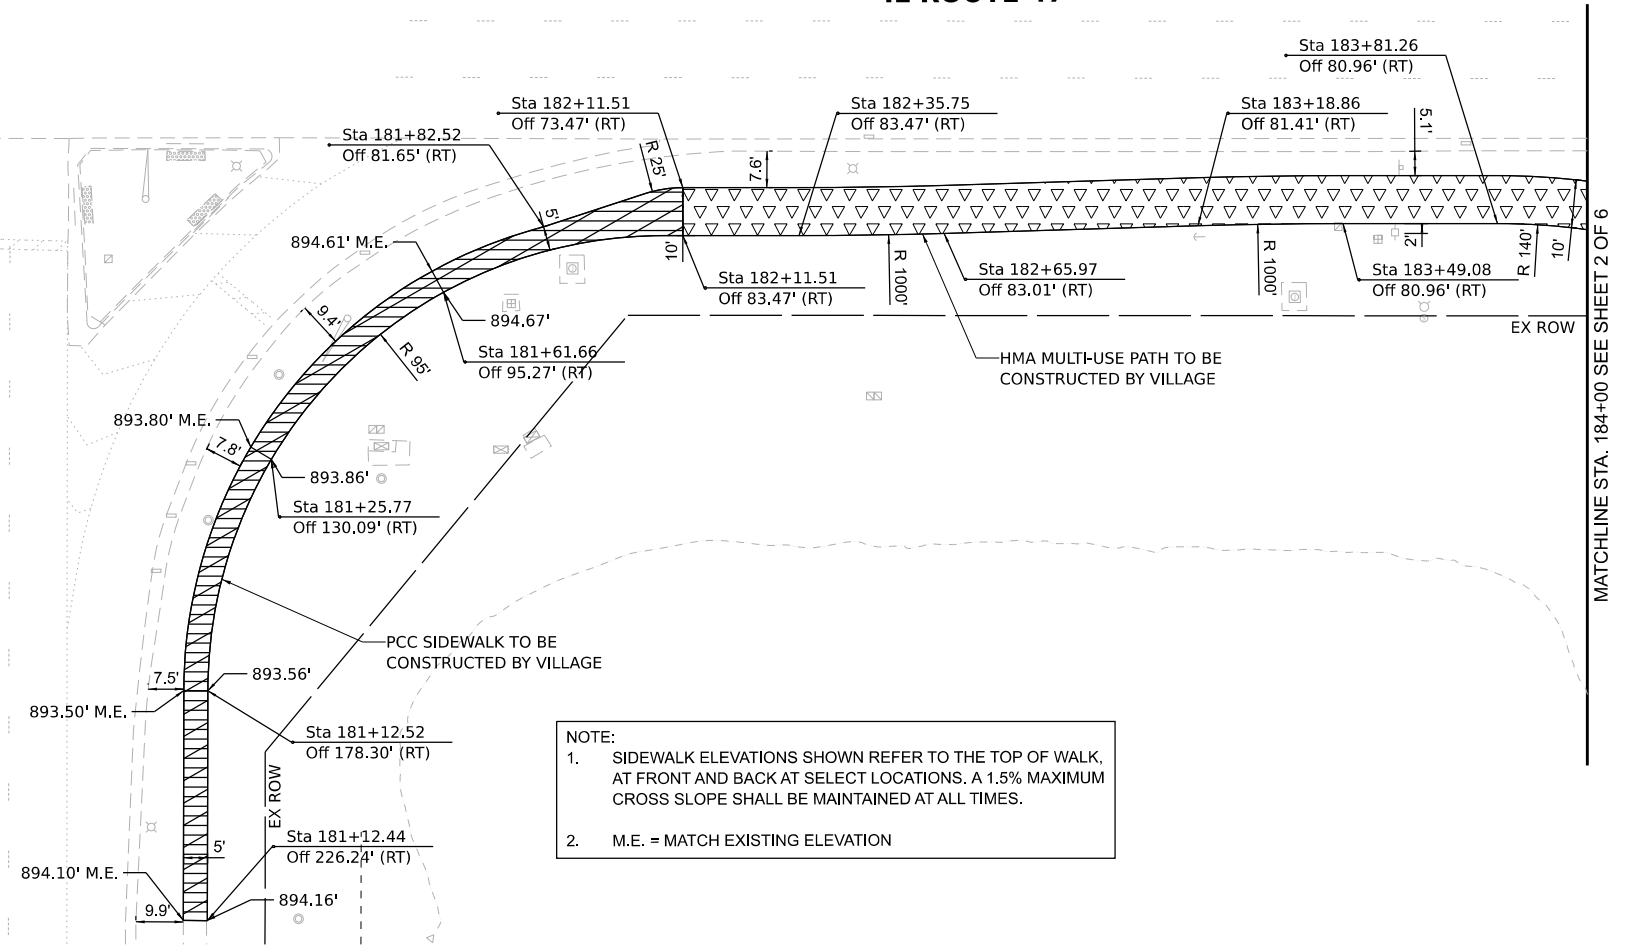 Sta 183+81.26
Off 80.96' (RT)
Sta 182+11.51
Off 73.47' (RT)
Sta 182+35.75
Off 83.47' (RT)
Sta 183+18.86
Off 81.41' (RT)
5.1'
Sta 181+82.52
Off 81.65' (RT)
R 25'
7.6'
5'
894.61' M.E.
10'
Sta 182+11.51
Off 83.47' (RT)
R 1000'
Sta 182+65.97
Off 83.01' (RT)
R 1000'
2'
Sta 183+49.08
Off 80.96' (RT)
R 140'
10'
EX ROW
MATCHLINE STA. 184+00 SEE SHEET 2 OF 6
9.4'
894.67'
Sta 181+61.66
Off 95.27' (RT)
R 95'
HMA MULTI-USE PATH TO BE
CONSTRUCTED BY VILLAGE
893.80' M.E.
7.8'
893.86'
Sta 181+25.77
Off 130.09' (RT)
PCC SIDEWALK TO BE
CONSTRUCTED BY VILLAGE
7.5'
893.56'
893.50' M.E.
Sta 181+12.52
Off 178.30' (RT)
EX ROW
Sta 181+12.44
Off 226.24' (RT)
5'
894.10' M.E.
9.9'
894.16'
NOTE:
1. SIDEWALK ELEVATIONS SHOWN REFER TO THE TOP OF WALK,
AT FRONT AND BACK AT SELECT LOCATIONS. A 1.5% MAXIMUM
CROSS SLOPE SHALL BE MAINTAINED AT ALL TIMES.
2. M.E. = MATCH EXISTING ELEVATION